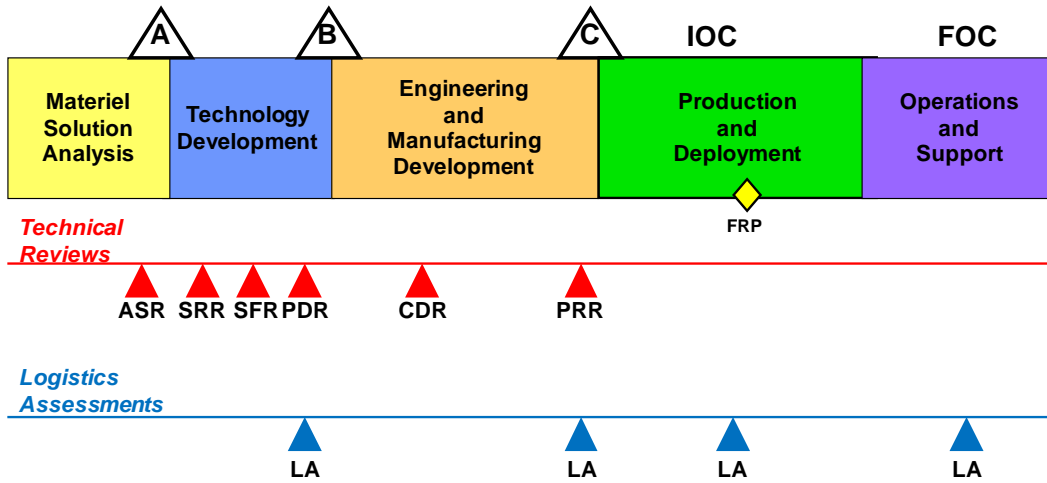 A
B
C
IOC
FOC
Materiel
Solution
Analysis
Technology
Development
Engineering
and
Manufacturing
Development
Production
and
Deployment
Operations
and
Support
FRP
Technical
Reviews
ASR
SRR
SFR
PDR
CDR
PRR
Logistics
Assessments
LA
LA
LA
LA